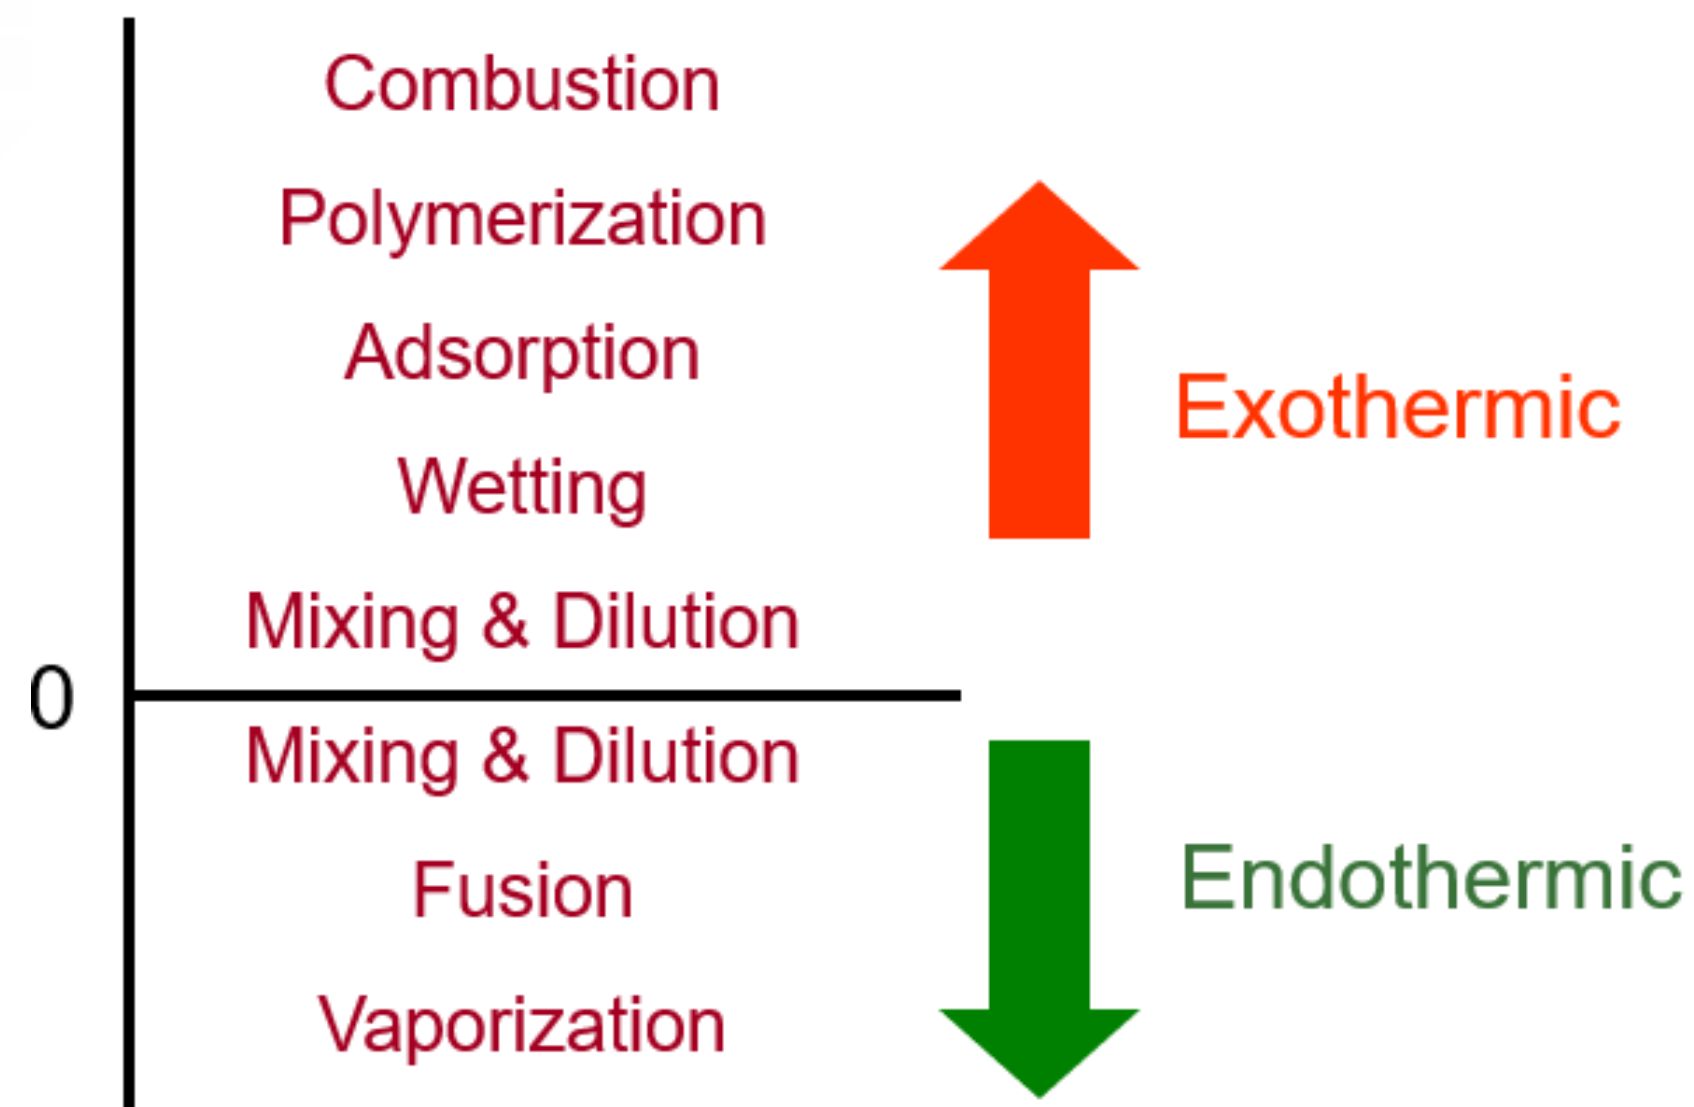 Combustion
Polymerization
Adsorption
Exothermic
Wetting
Mixing & Dilution
0
Mixing & Dilution
Endothermic
Fusion
Vaporization